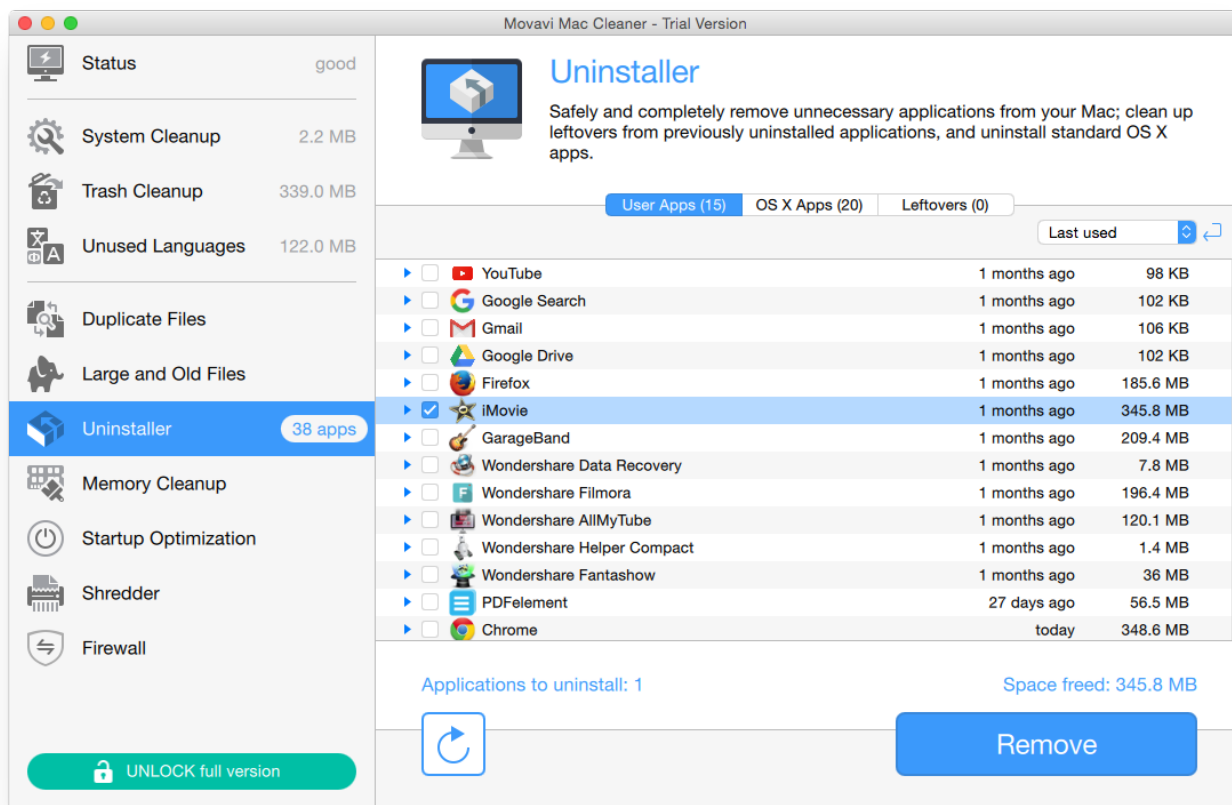 Movavi Mac Cleaner - Trial Version
Status good
System Cleanup 2.2 MB
Trash Cleanup 339.0 MB
Unused Languages 122.0 MB
Duplicate Files
Large and Old Files
Uninstaller 38 apps
Memory Cleanup
Startup Optimization
Shredder
Firewall
UNLOCK full version
Uninstaller
Safely and completely remove unnecessary applications from your Mac; clean up
leftovers from previously uninstalled applications, and uninstall standard OS X
apps.
User Apps (15) OS X Apps (20) Leftovers (0)
Last used
YouTube 1 months ago 98 KB
Google Search 1 months ago 102 KB
Gmail 1 months ago 106 KB
Google Drive 1 months ago 102 KB
Firefox 1 months ago 185.6 MB
iMovie 1 months ago 345.8 MB
GarageBand 1 months ago 209.4 MB
Wondershare Data Recovery 1 months ago 7.8 MB
Wondershare Filmora 1 months ago 196.4 MB
Wondershare AllMyTube 1 months ago 120.1 MB
Wondershare Helper Compact 1 months ago 1.4 MB
Wondershare Fantashow 1 months ago 36 MB
PDFelement 27 days ago 56.5 MB
Chrome today 348.6 MB
Applications to uninstall: 1 Space freed: 345.8 MB
Remove